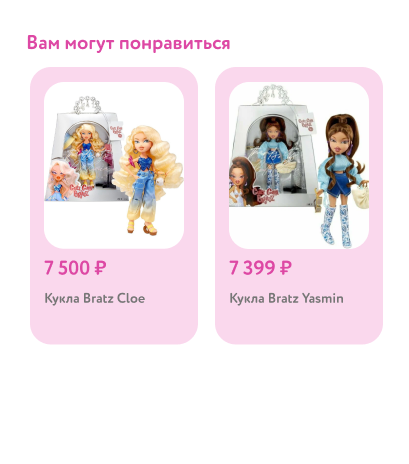 Вам могут понравиться
7 500 ₽
Кукла Bratz Cloe
7 399 ₽
Кукла Bratz Yasmin